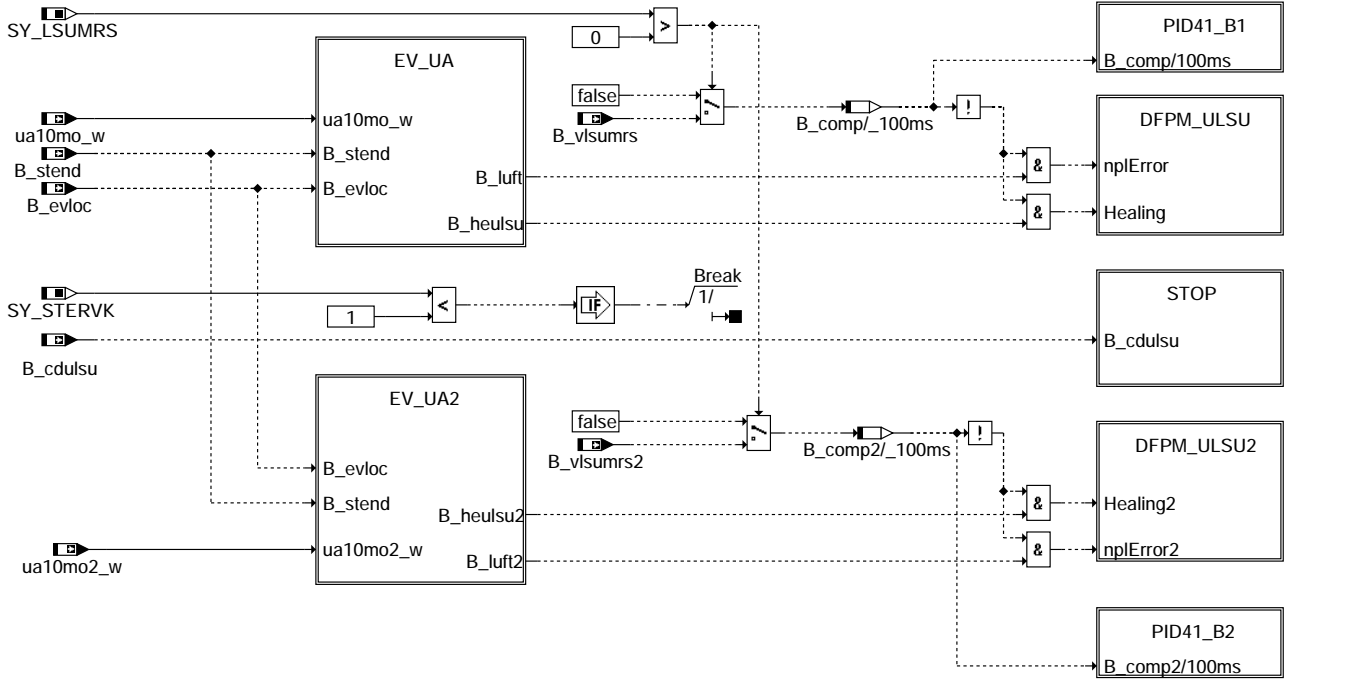 SY_LSUMRS
>
0
EV_UA
PID41_B1
B_comp/100ms
false
B_vlsumrs
B_comp/_100ms
!
DFPM_ULSU
ua10mo_w
ua10mo_w
B_stend
B_stend
B_evloc
B_evloc
B_luft
B_heulsu
&
nplError
&
Healing
SY_STERVK
1
<
IF
Break
1/
STOP
B_cdulsu
B_cdulsu
EV_UA2
false
B_vlsumrs2
B_comp2/_100ms
!
DFPM_ULSU2
B_evloc
B_stend
B_heulsu2
&
Healing2
ua10mo2_w
ua10mo2_w
B_luft2
&
nplError2
PID41_B2
B_comp2/100ms